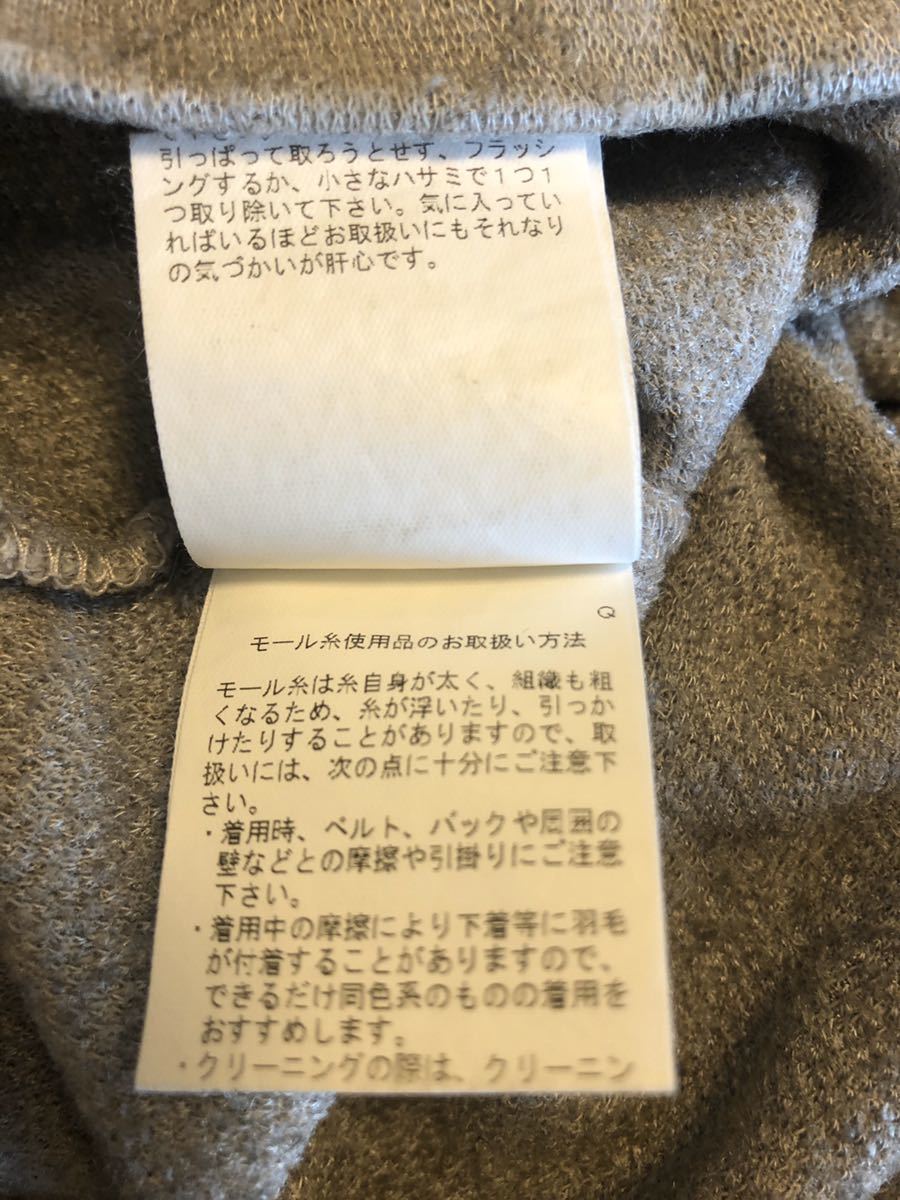 引っぱって取ろうとせず、フラッシ
ングするか、小さなハサミで１つ１
つ取り除いて下さい。気に入ってい
ればいるほどお取扱いにもそれなり
の気づかいが肝心です。
Q
モール糸使用品のお取扱い方法
モール糸は糸自身が太く、組織も粗
くなるため、糸が浮いたり、引っか
けたりすることがありますので、取
扱いには、次の点に十分にご注意下
さい。
・着用時、ベルト、バックや周囲の
壁などとの摩擦や引掛りにご注意
下さい。
・着用中の摩擦により下着等に羽毛
が付着することがありますので、
できるだけ同色系のものの着用を
おすすめします。
・クリーニングの際は、クリーニン